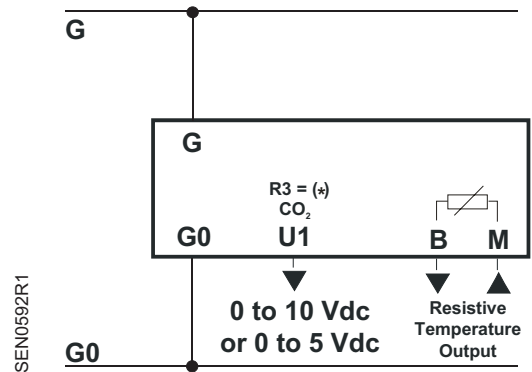 G
G
R3 = (*)
CO₂
G0 U1 B M
0 to 10 Vdc
or 0 to 5 Vdc
Resistive
Temperature
Output
G0
SEN0592R1